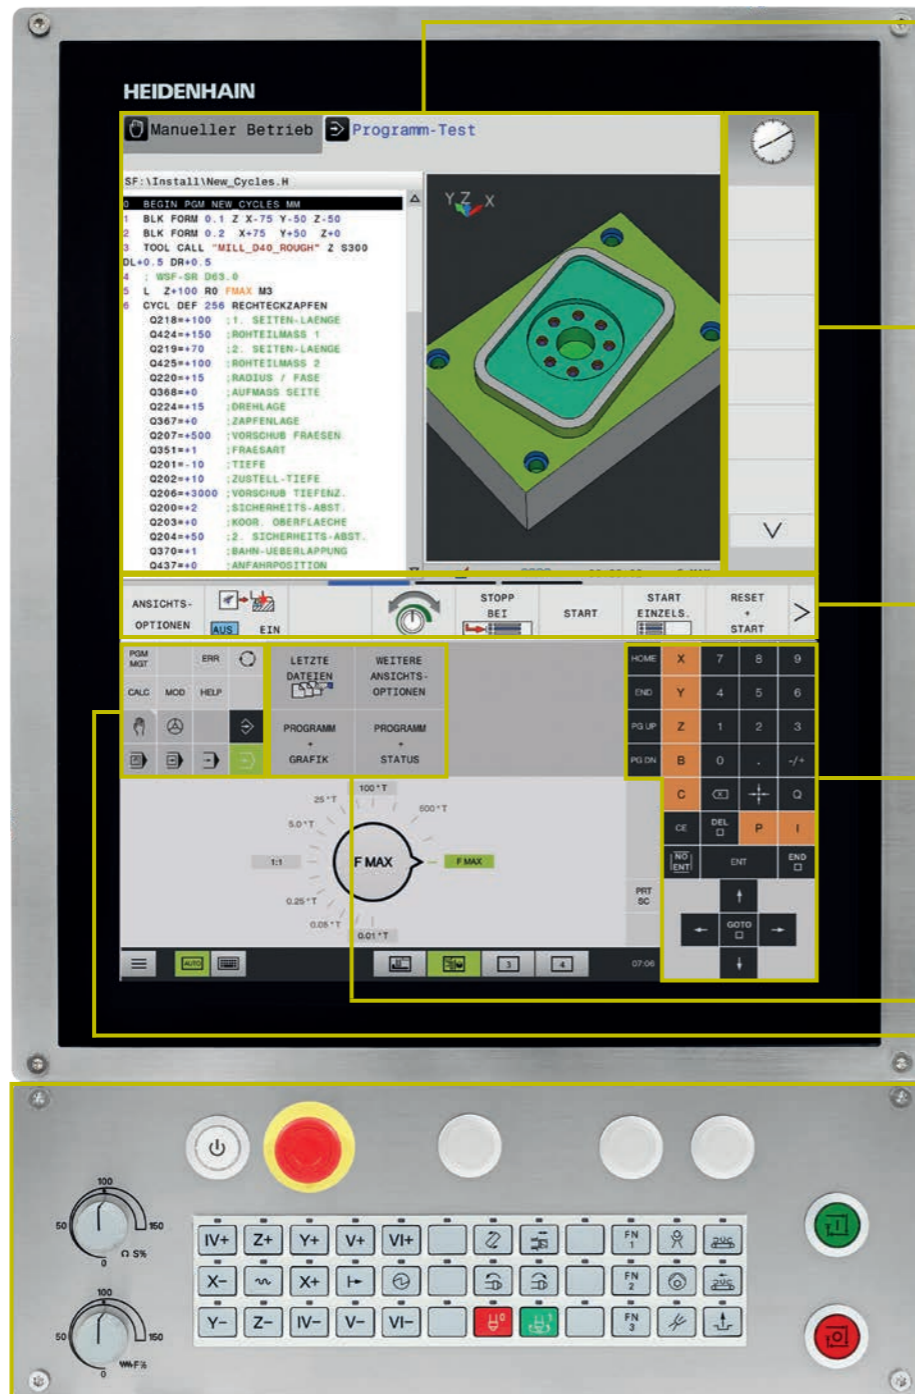 HEIDENHAIN
Manueller Betrieb
Programm-Test
SF:\Install\New_Cycles.H
0 BEGIN PGM NEW_CYCLES MM
1 BLK FORM 0.1 Z X-75 Y-50 Z-50
2 BLK FORM 0.2 X+75 Y+50 Z+0
3 TOOL CALL "MILL_D40_ROUGH" Z S300
DL+0.5 DR+0.5
4 ; WSF-SR D63.0
5 L Z+100 R0 FMAX M3
6 CYCL DEF 256 RECHTECKZAPFEN
Q218=+100 ;1. SEITEN-LAENGE
Q424=+150 ;ROHTEILMASS 1
Q219=+70 ;2. SEITEN-LAENGE
Q425=+100 ;ROHTEILMASS 2
Q220=+15 ;RADIUS / FASE
Q368=+0 ;AUFMASS SEITE
Q224=+15 ;DREHLAGE
Q367=+0 ;ZAPFENLAGE
Q207=+500 ;VORSCHUB FRAESEN
Q351=+1 ;FRAESART
Q201=-10 ;TIEFE
Q202=+10 ;ZUSTELL-TIEFE
Q206=+3000 ;VORSCHUB TIEFENZ.
Q200=+2 ;SICHERHEITS-ABST.
Q203=+0 ;KOOR. OBERFLAECHE
Q204=+50 ;2. SICHERHEITS-ABST.
Q370=+1 ;BAHN-UEBERLAPPUNG
Q437=+0 ;ANFAHRPOSITION
Y Z X
ANSICHTS-
OPTIONEN
AUS EIN
STOPP
BEI
START
START
EINZELS.
RESET
+
START
PGM
MGT
ERR
CALC MOD HELP
LETZTE
DATEIEN
WEITERE
ANSICHTS-
OPTIONEN
PROGRAMM
+
GRAFIK
PROGRAMM
+
STATUS
HOME X 7 8 9
END Y 4 5 6
PG UP Z 1 2 3
PG DN B 0 . -/+
C Q
CE DEL P I
NO
ENT
ENT
END
GOTO
100*T
25*T
600*T
5.0*T
1:1
F MAX
F MAX
0.25*T
0.05*T
0.01*T
PRT
SC
AUTO
3
4
07:06
100
50 150
0
S%
100
50 150
0
F%
IV+ Z+ Y+ V+ VI+ FN 1
X- X+ FN 2
Y- Z- IV- V- VI- 0 1 FN 3